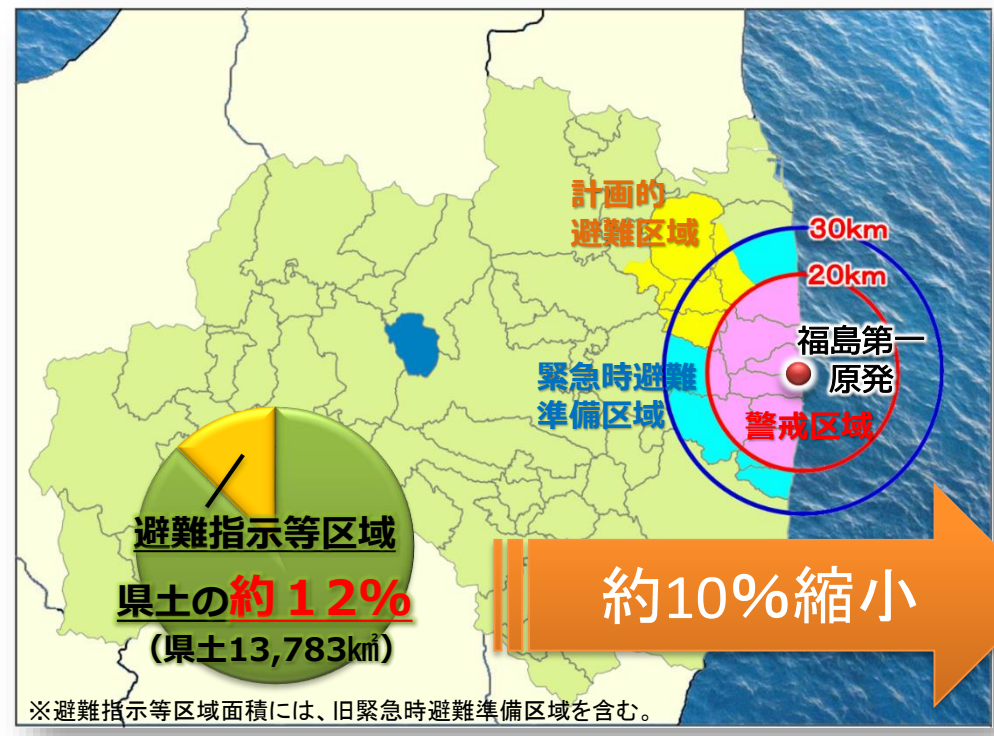 計画的
避難区域
30km
20km
福島第一
原発
緊急時避難
準備区域
警戒区域
避難指示等区域
県土の約１２%
（県土13,783㎢）
約10%縮小
※避難指示等区域面積には、旧緊急時避難準備区域を含む。